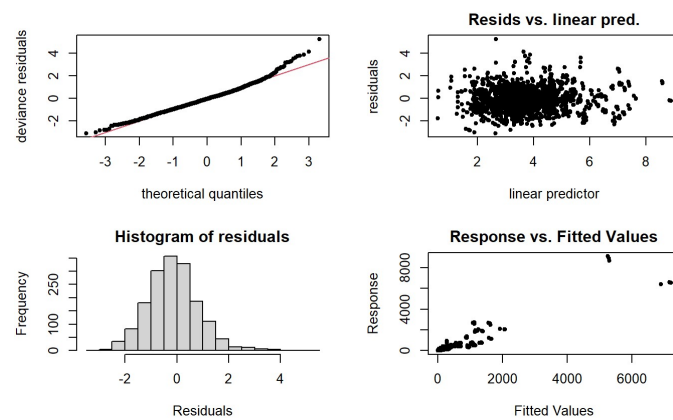 deviance residuals
-2 0 2 4
-3 -2 -1 0 1 2 3
theoretical quantiles
Resids vs. linear pred.
residuals
-2 0 2 4
2 4 6 8
linear predictor
Histogram of residuals
Frequency
0 100 250
-2 0 2 4
Residuals
Response vs. Fitted Values
Response
0 4000 8000
0 2000 4000 6000
Fitted Values